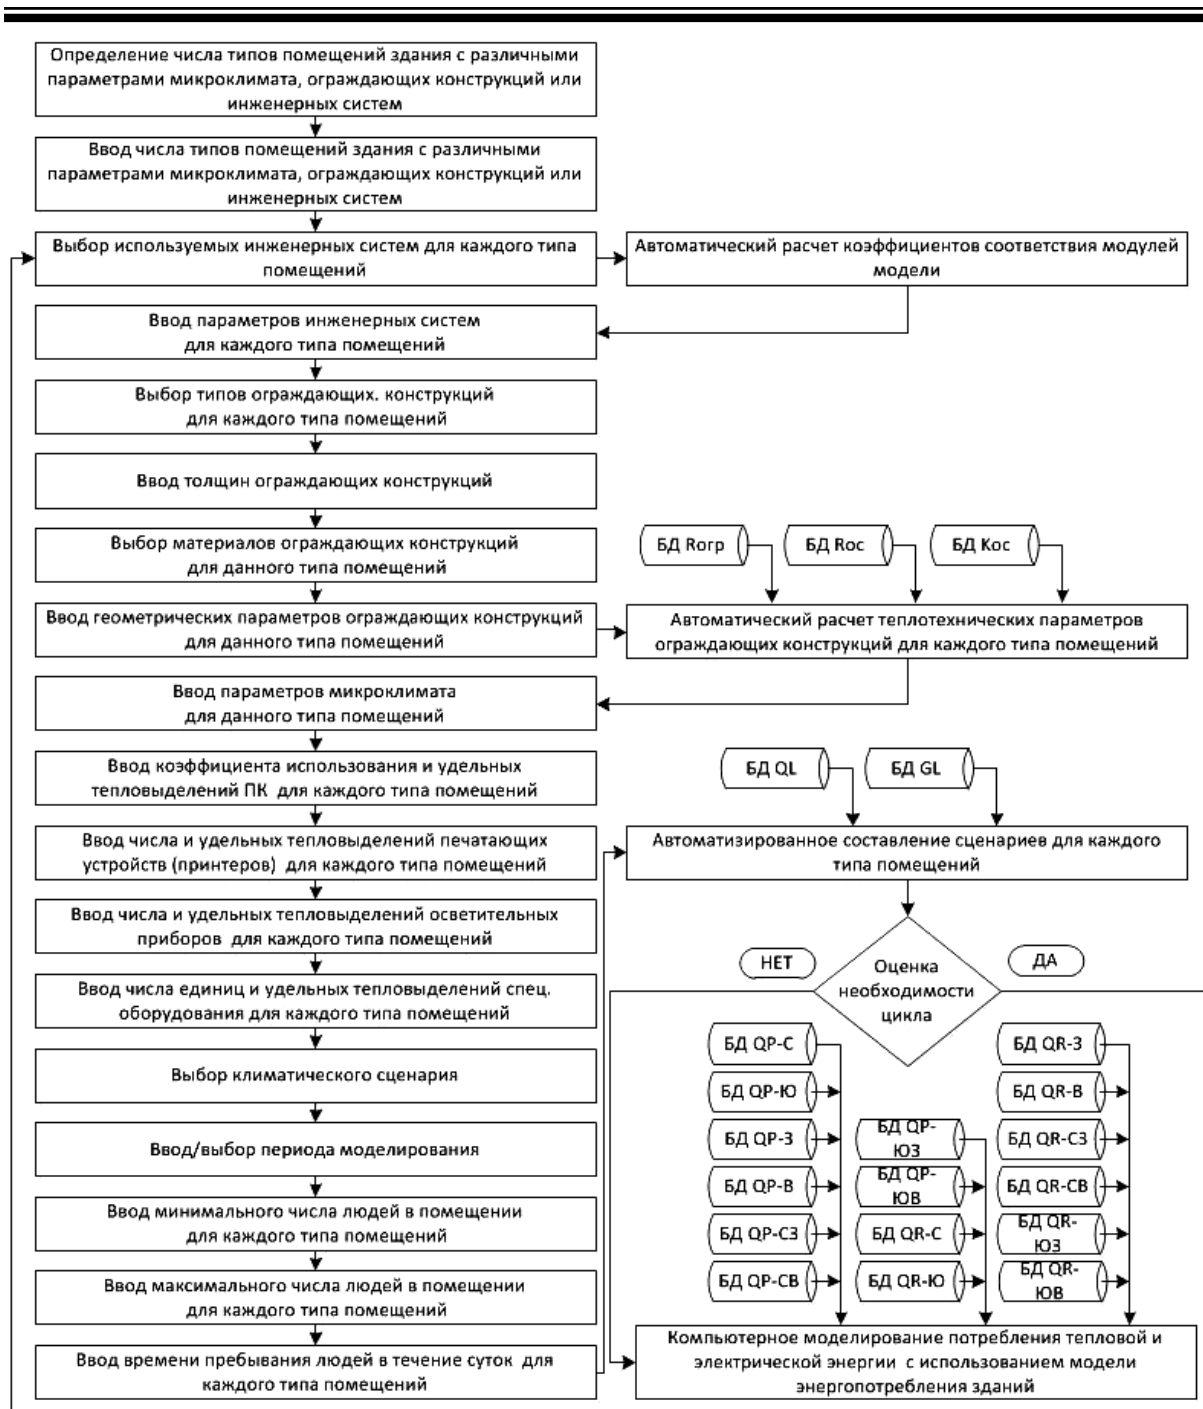 Определение числа типов помещений здания с различными
параметрами микроклимата, ограждающих конструкций или
инженерных систем
Ввод числа типов помещений здания с различными
параметрами микроклимата, ограждающих конструкций или
инженерных систем
Выбор используемых инженерных систем для каждого типа
помещений
Автоматический расчет коэффициентов соответствия модулей
модели
Ввод параметров инженерных систем
для каждого типа помещений
Выбор типов ограждающих. конструкций
для каждого типа помещений
Ввод толщин ограждающих конструкций
Выбор материалов ограждающих конструкций
для данного типа помещений
БД Rогр
БД Rос
БД Кос
Ввод геометрических параметров ограждающих конструкций
для данного типа помещений
Автоматический расчет теплотехнических параметров
ограждающих конструкций для каждого типа помещений
Ввод параметров микроклимата
для данного типа помещений
Ввод коэффициента использования и удельных
тепловыделений ПК для каждого типа помещений
БД QL
БД GL
Ввод числа и удельных тепловыделений печатающих
устройств (принтеров) для каждого типа помещений
Автоматизированное составление сценариев для каждого
типа помещений
Ввод числа и удельных тепловыделений осветительных
приборов для каждого типа помещений
Ввод числа единиц и удельных тепловыделений спец.
оборудования для каждого типа помещений
НЕТ
Оценка
необходимости
цикла
ДА
Выбор климатического сценария
Ввод/выбор периода моделирования
Ввод минимального числа людей в помещении
для каждого типа помещений
Ввод максимального числа людей в помещении
для каждого типа помещений
Ввод времени пребывания людей в течение суток для
каждого типа помещений
БД QP-С
БД QP-Ю
БД QP-З
БД QP-В
БД QP-СЗ
БД QP-СВ
БД QP-
ЮЗ
БД QP-
ЮВ
БД QR-С
БД QR-Ю
БД QR-З
БД QR-В
БД QR-СЗ
БД QR-СВ
БД QR-
ЮЗ
БД QR-
ЮВ
Компьютерное моделирование потребления тепловой и
электрической энергии с использованием модели
энергопотребления зданий